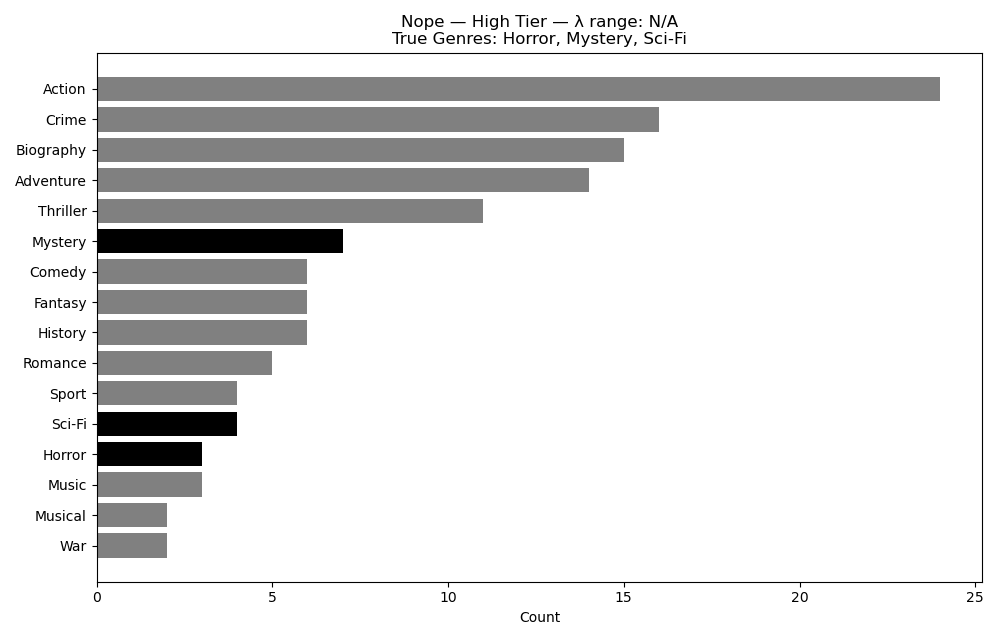 Nope — High Tier — λ range: N/A
True Genres: Horror, Mystery, Sci-Fi
Action
Crime
Biography
Adventure
Thriller
Mystery
Comedy
Fantasy
History
Romance
Sport
Sci-Fi
Horror
Music
Musical
War
0 5 10 15 20 25
Count